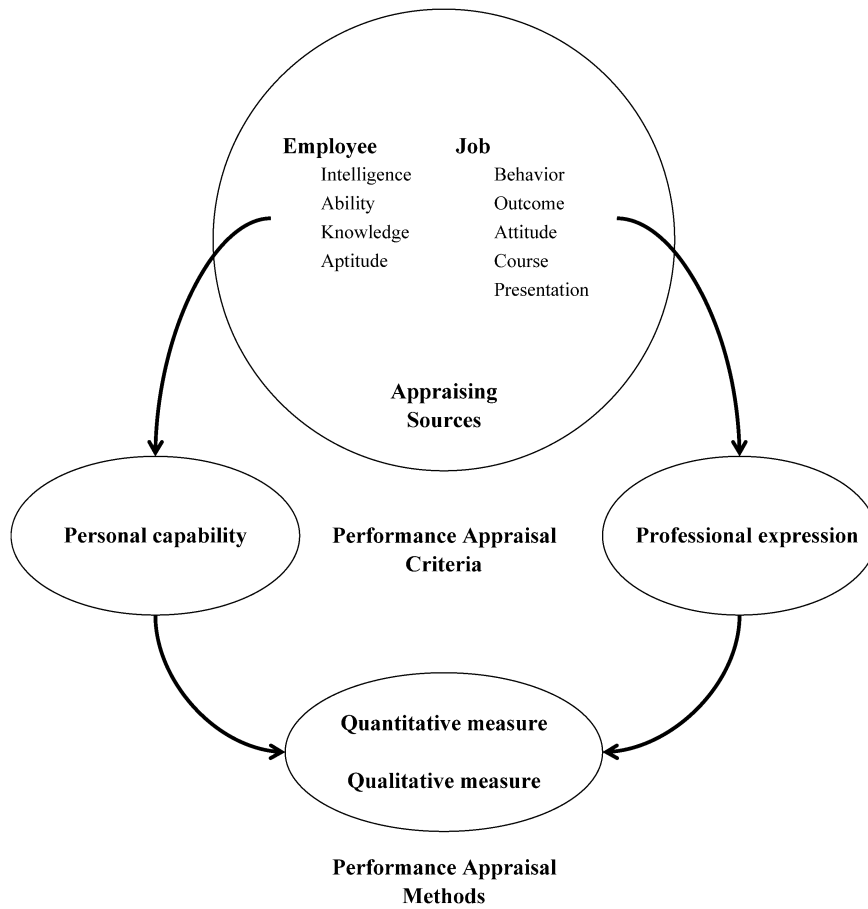 Employee
Job
Intelligence
Ability
Knowledge
Aptitude
Behavior
Outcome
Attitude
Course
Presentation
Appraising
Sources
Personal capability
Performance Appraisal
Criteria
Professional expression
Quantitative measure
Qualitative measure
Performance Appraisal
Methods